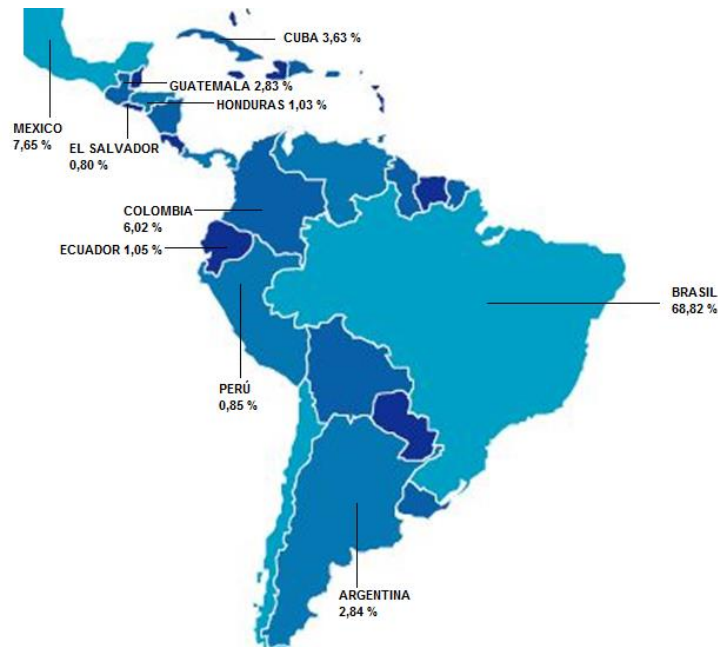 CUBA 3,63 %
GUATEMALA 2,83 %
HONDURAS 1,03 %
MEXICO
7,65 %
EL SALVADOR
0,80 %
COLOMBIA
6,02 %
ECUADOR 1,05 %
BRASIL
68,82 %
PERÚ
0,85 %
ARGENTINA
2,84 %